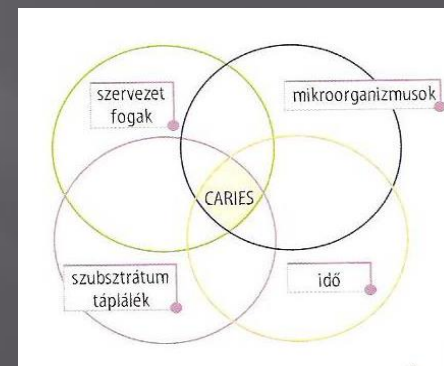 szervezet
fogak
mikroorganizmusok
CARIES
szubsztrátum
táplálék
idő